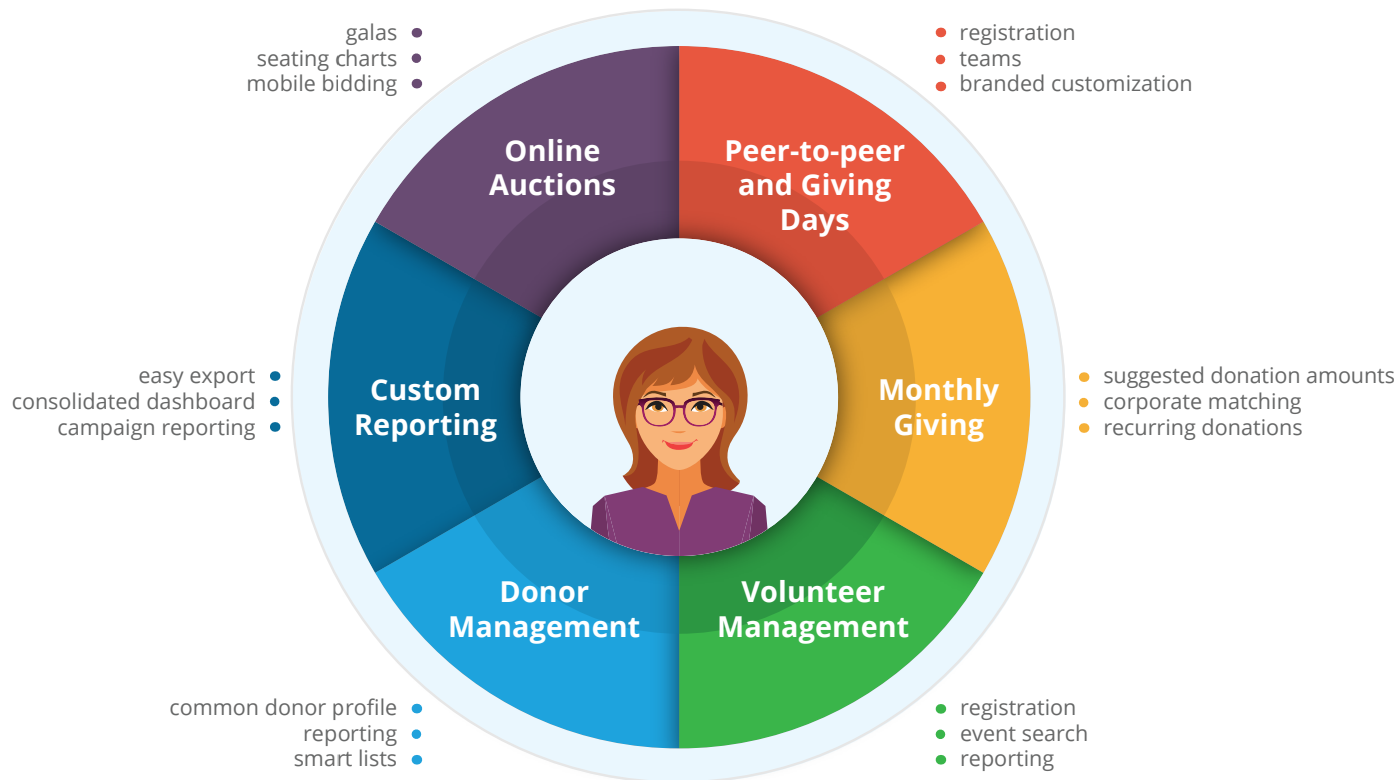 galas
seating charts
mobile bidding
registration
teams
branded customization
Online
Auctions
Peer-to-peer
and Giving
Days
easy export
consolidated dashboard
campaign reporting
Custom
Reporting
Monthly
Giving
suggested donation amounts
corporate matching
recurring donations
Donor
Management
Volunteer
Management
common donor profile
reporting
smart lists
registration
event search
reporting